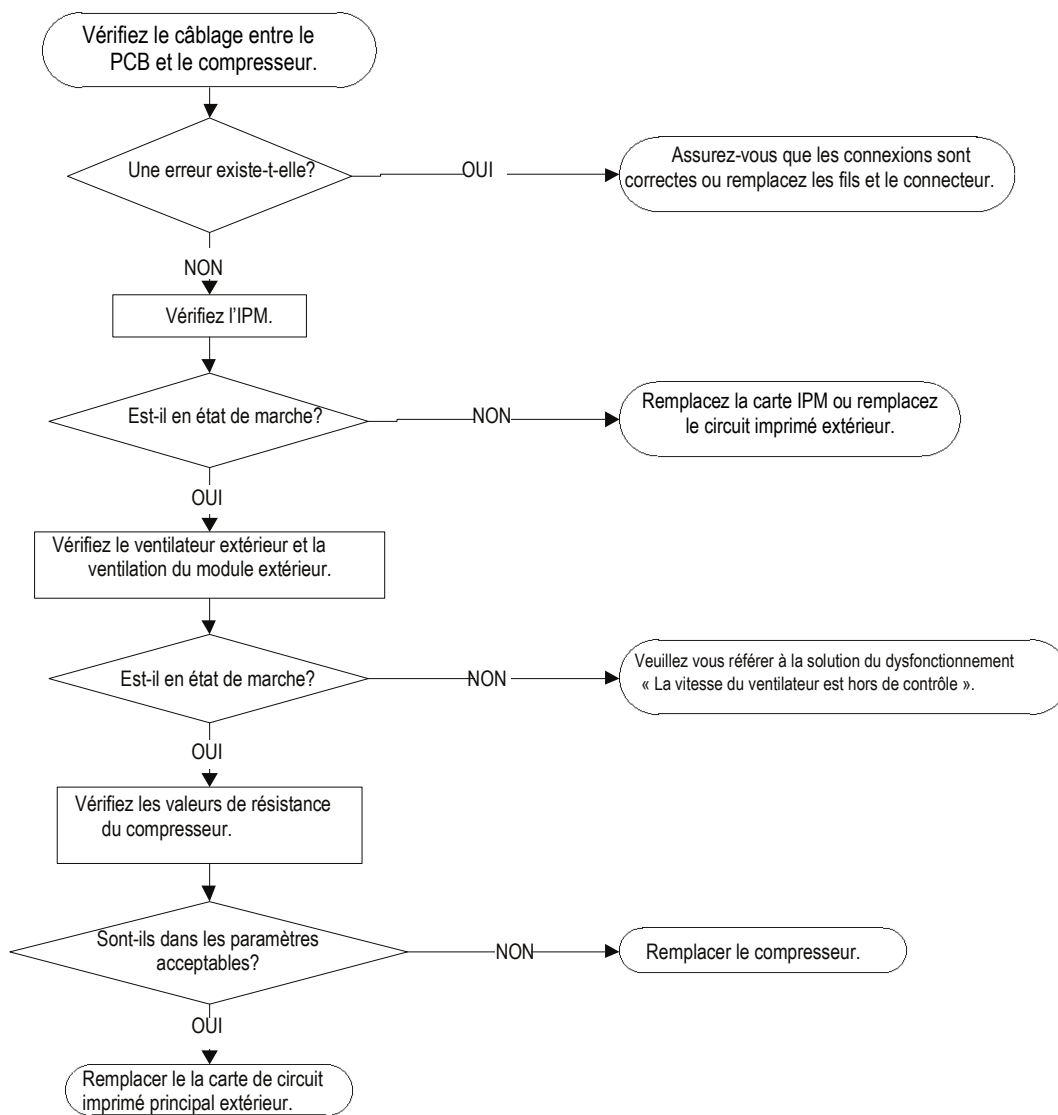 Vérifiez le câblage entre le
PCB et le compresseur.
Une erreur existe-t-elle?
OUI
Assurez-vous que les connexions sont
correctes ou remplacez les fils et le connecteur.
NON
Vérifiez l'IPM.
Est-il en état de marche?
NON
Remplacez la carte IPM ou remplacez
le circuit imprimé extérieur.
OUI
Vérifiez le ventilateur extérieur et la
ventilation du module extérieur.
Est-il en état de marche?
NON
Veuillez vous référer à la solution du dysfonctionnement
« La vitesse du ventilateur est hors de contrôle ».
OUI
Vérifiez les valeurs de résistance
du compresseur.
Sont-ils dans les paramètres
acceptables?
NON
Remplacer le compresseur.
OUI
Remplacer le la carte de circuit
imprimé principal extérieur.